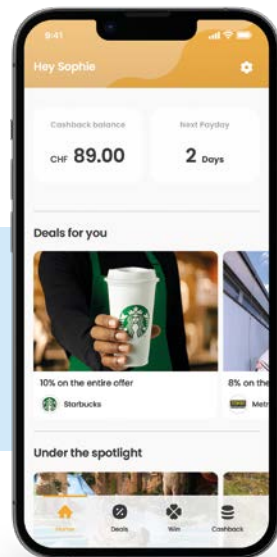 9:41
Hey Sophie
Cashback balance
Next Payday
CHF 89.00
2 Days
Deals for you
10% on the entire offer
8% on the
Starbucks
Metr
Under the spotlight
Home
Deals
Win
Cashback